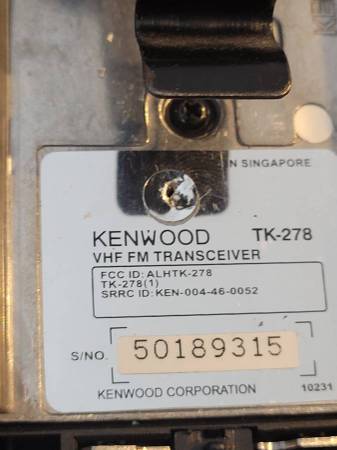 N SINGAPORE
KENWOOD TK-278
VHF FM TRANSCEIVER
FCC ID: ALHTK-278
TK-278(1)
SRRC ID: KEN-004-46-0052
S/NO. 50189315
KENWOOD CORPORATION 10231